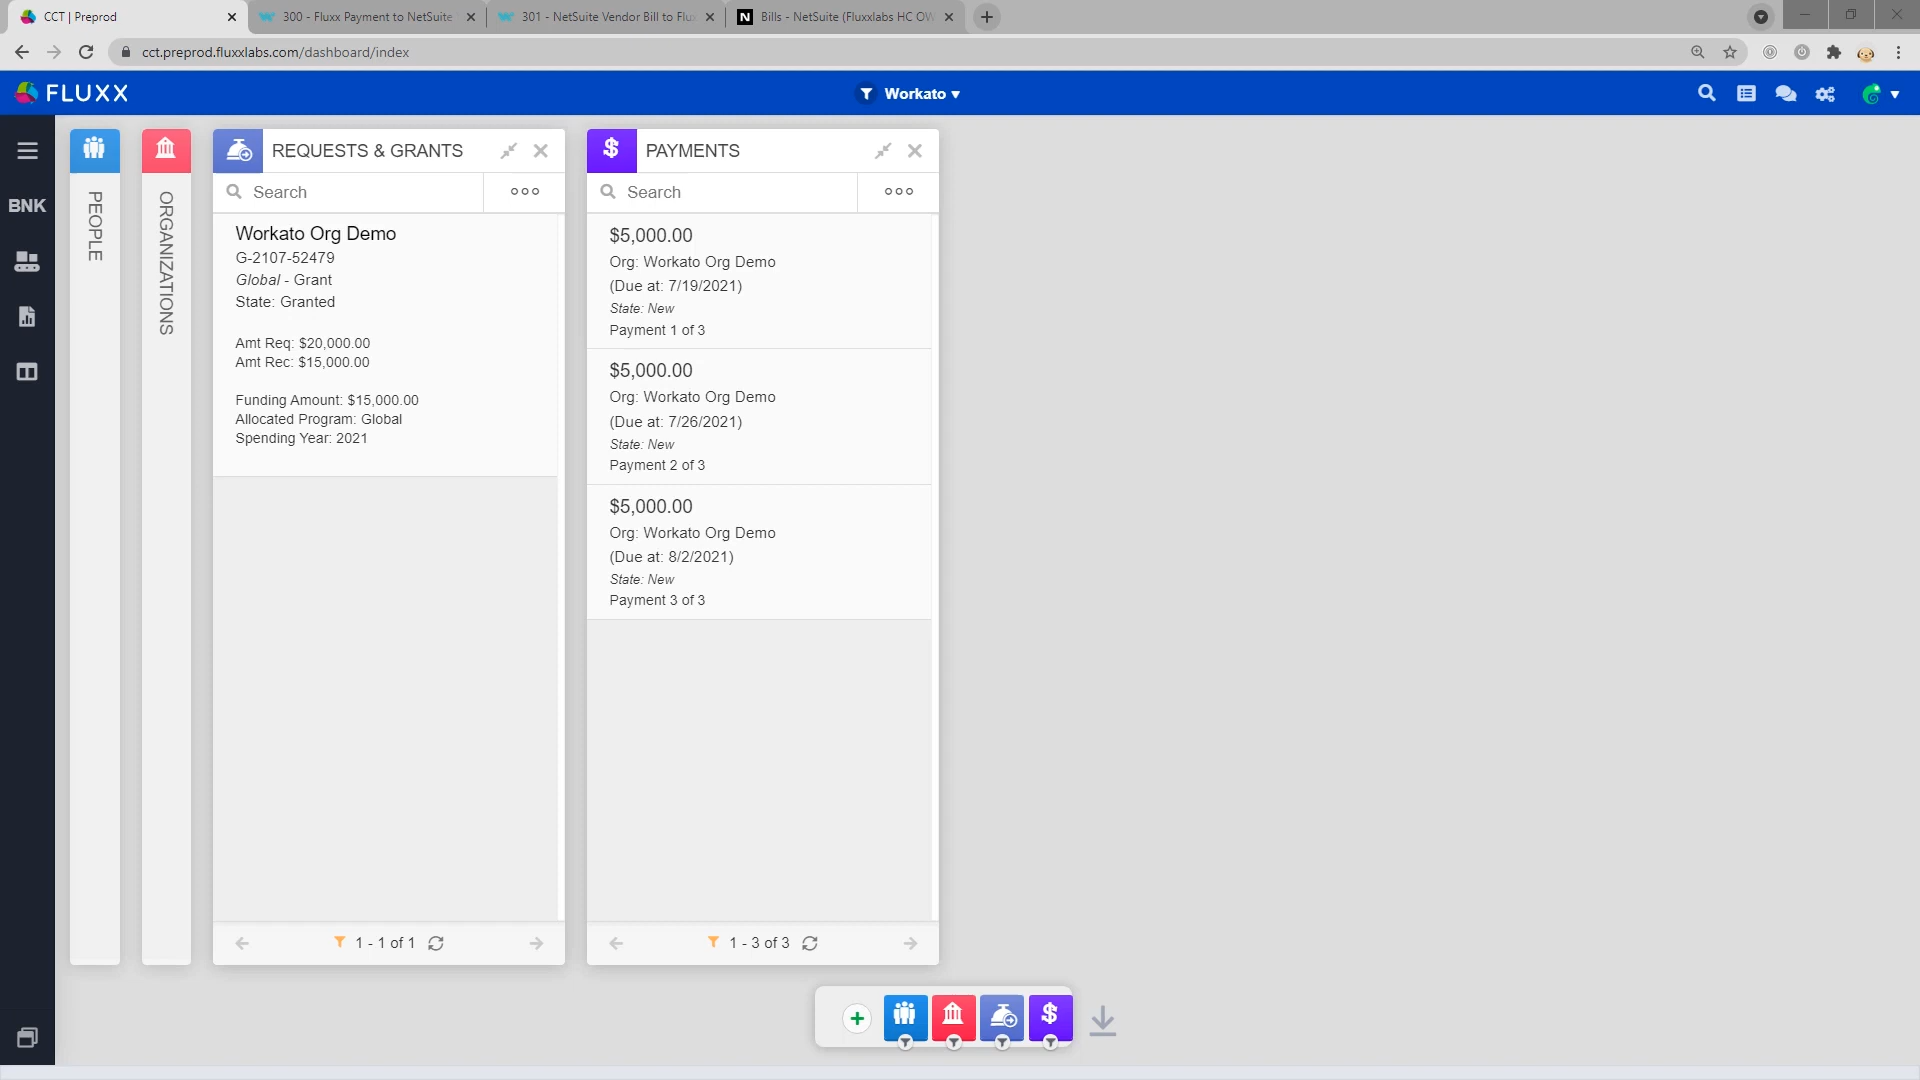 CCT | Preprod
300 - Fluxx Payment to NetSuite
301 - NetSuite Vendor Bill to Flu
Bills - NetSuite (Fluxxlabs HC OW
cct.preprod.fluxxlabs.com/dashboard/index
FLUXX
Workato
BNK
PEOPLE
ORGANIZATIONS
REQUESTS & GRANTS
Search
Workato Org Demo
G-2107-52479
Global - Grant
State: Granted
Amt Req: $20,000.00
Amt Rec: $15,000.00
Funding Amount: $15,000.00
Allocated Program: Global
Spending Year: 2021
1 - 1 of 1
PAYMENTS
Search
$5,000.00
Org: Workato Org Demo
(Due at: 7/19/2021)
State: New
Payment 1 of 3
$5,000.00
Org: Workato Org Demo
(Due at: 7/26/2021)
State: New
Payment 2 of 3
$5,000.00
Org: Workato Org Demo
(Due at: 8/2/2021)
State: New
Payment 3 of 3
1 - 3 of 3